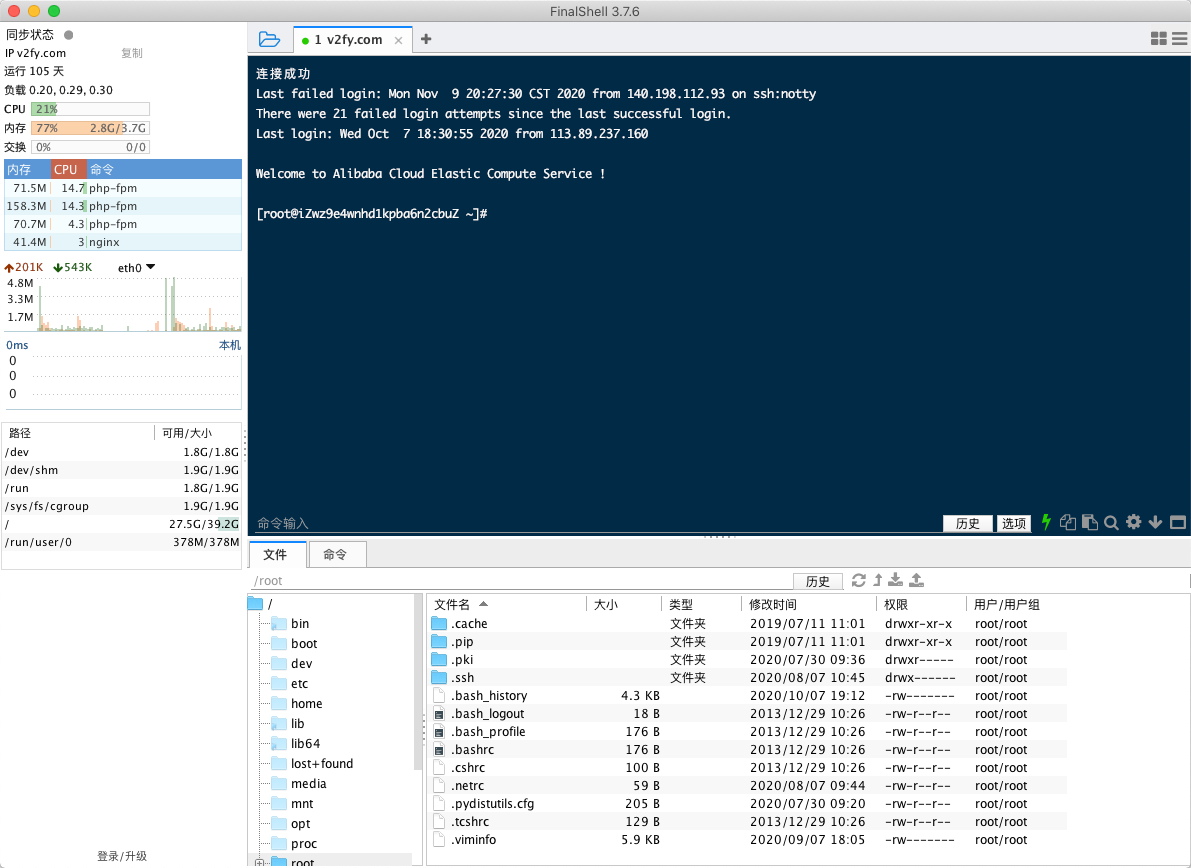 FinalShell 3.7.6
同步状态
IP v2fy.com 复制
运行 105 天
负载 0.20, 0.29, 0.30
CPU 21%
内存 77% 2.8G/3.7G
交换 0% 0/0
内存 CPU 命令
71.5M 14.7 php-fpm
158.3M 14.3 php-fpm
70.7M 4.3 php-fpm
41.4M 3 nginx
201K 543K eth0
4.8M
3.3M
1.7M
0ms 本机
0
0
0
路径 可用/大小
/dev 1.8G/1.8G
/dev/shm 1.9G/1.9G
/run 1.8G/1.9G
/sys/fs/cgroup 1.9G/1.9G
/ 27.5G/39.2G
/run/user/0 378M/378M
登录/升级
1 v2fy.com
连接成功
Last failed login: Mon Nov  9 20:27:30 CST 2020 from 140.198.112.93 on ssh:notty
There were 21 failed login attempts since the last successful login.
Last login: Wed Oct  7 18:30:55 2020 from 113.89.237.160
Welcome to Alibaba Cloud Elastic Compute Service !
[root@iZwz9e4wnhd1kpba6n2cbuZ ~]#
命令输入 历史 选项
文件 命令
/root 历史
/
bin
boot
dev
etc
home
lib
lib64
lost+found
media
mnt
opt
proc
root
文件名 大小 类型 修改时间 权限 用户/用户组
.cache 文件夹 2019/07/11 11:01 drwxr-xr-x root/root
.pip 文件夹 2019/07/11 11:01 drwxr-xr-x root/root
.pki 文件夹 2020/07/30 09:36 drwxr----- root/root
.ssh 文件夹 2020/08/07 10:45 drwx------ root/root
.bash_history 4.3 KB 2020/10/07 19:12 -rw------- root/root
.bash_logout 18 B 2013/12/29 10:26 -rw-r--r-- root/root
.bash_profile 176 B 2013/12/29 10:26 -rw-r--r-- root/root
.bashrc 176 B 2013/12/29 10:26 -rw-r--r-- root/root
.cshrc 100 B 2013/12/29 10:26 -rw-r--r-- root/root
.netrc 59 B 2020/08/07 09:44 -rw-r--r-- root/root
.pydistutils.cfg 205 B 2020/07/30 09:20 -rw-r--r-- root/root
.tcshrc 129 B 2013/12/29 10:26 -rw-r--r-- root/root
.viminfo 5.9 KB 2020/09/07 18:05 -rw------- root/root